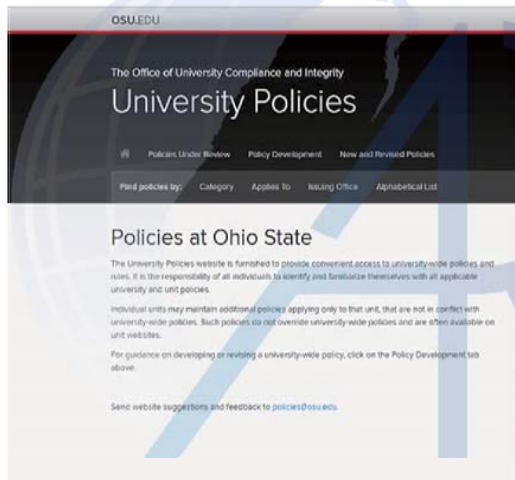 OSU.EDU
The Office of University Compliance and Integrity
University Policies
Policies Under Review Policy Development New and Revised Policies
Find policies by: Category Applies To Issuing Office Alphabetical List
Policies at Ohio State
The University Policies website is furnished to provide convenient access to university-wide policies and
rules. It is the responsibility of all individuals to identify and familiarize themselves with all applicable
university and unit policies.
Individual units may maintain additional policies applying only to that unit, that are not in conflict with
university-wide policies. Such policies do not override university-wide policies and are often available on
unit websites.
For guidance on developing or revising a university-wide policy, click on the Policy Development tab
above.
Send website suggestions and feedback to policies@osu.edu.